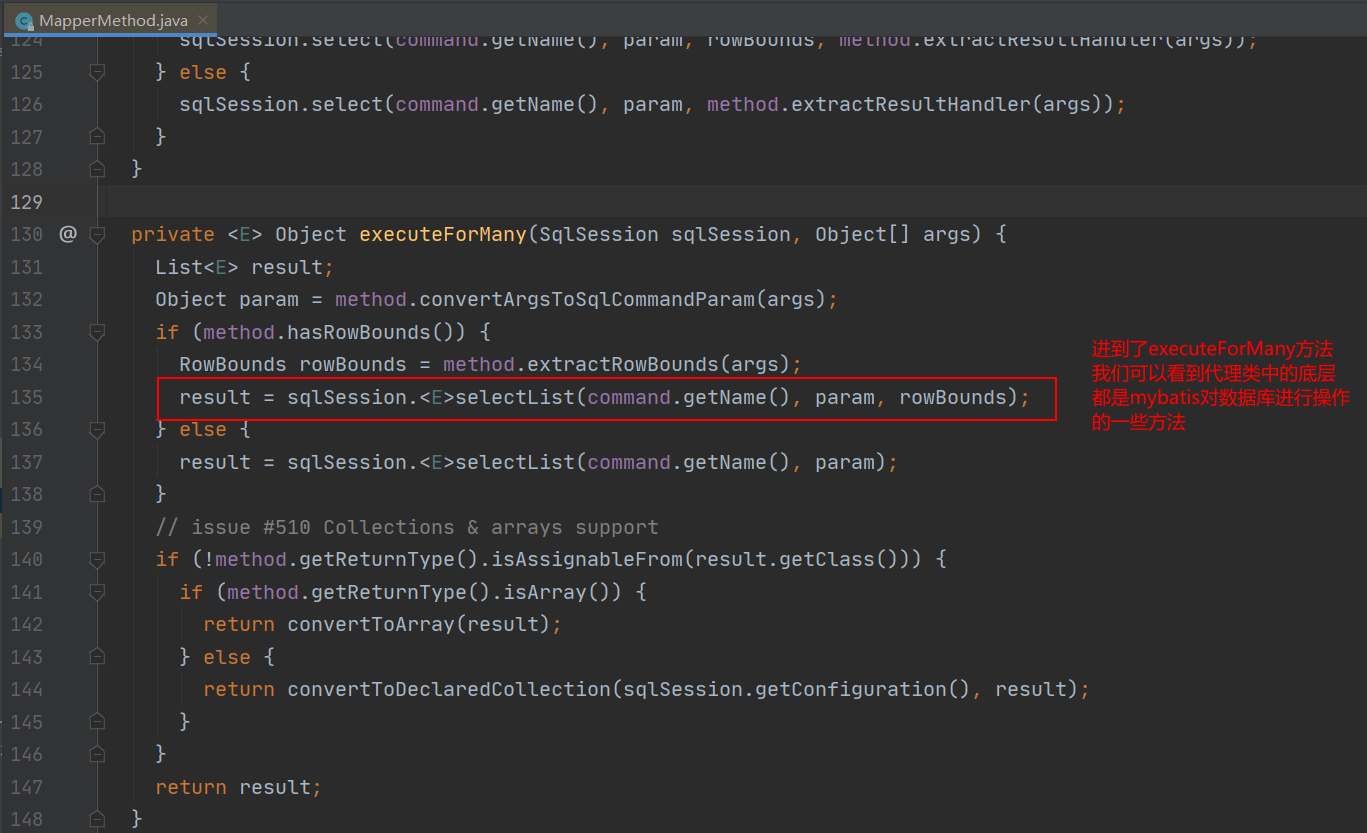 MapperMethod.java
124 sqlSession.select(command.getName(), param, rowBounds, method.extractResultHandler(args));
125 } else {
126 sqlSession.select(command.getName(), param, method.extractResultHandler(args));
127 }
128 }
129
130 @ private <E> Object executeForMany(SqlSession sqlSession, Object[] args) {
131 List<E> result;
132 Object param = method.convertArgsToSqlCommandParam(args);
133 if (method.hasRowBounds()) {
134 RowBounds rowBounds = method.extractRowBounds(args);
135 result = sqlSession.<E>selectList(command.getName(), param, rowBounds);
136 } else {
137 result = sqlSession.<E>selectList(command.getName(), param);
138 }
139 // issue #510 Collections & arrays support
140 if (!method.getReturnType().isAssignableFrom(result.getClass())) {
141 if (method.getReturnType().isArray()) {
142 return convertToArray(result);
143 } else {
144 return convertToDeclaredCollection(sqlSession.getConfiguration(), result);
145 }
146 }
147 return result;
148 }
进到了executeForMany方法
我们可以看到代理类中的底层
都是mybatis对数据库进行操作
的一些方法